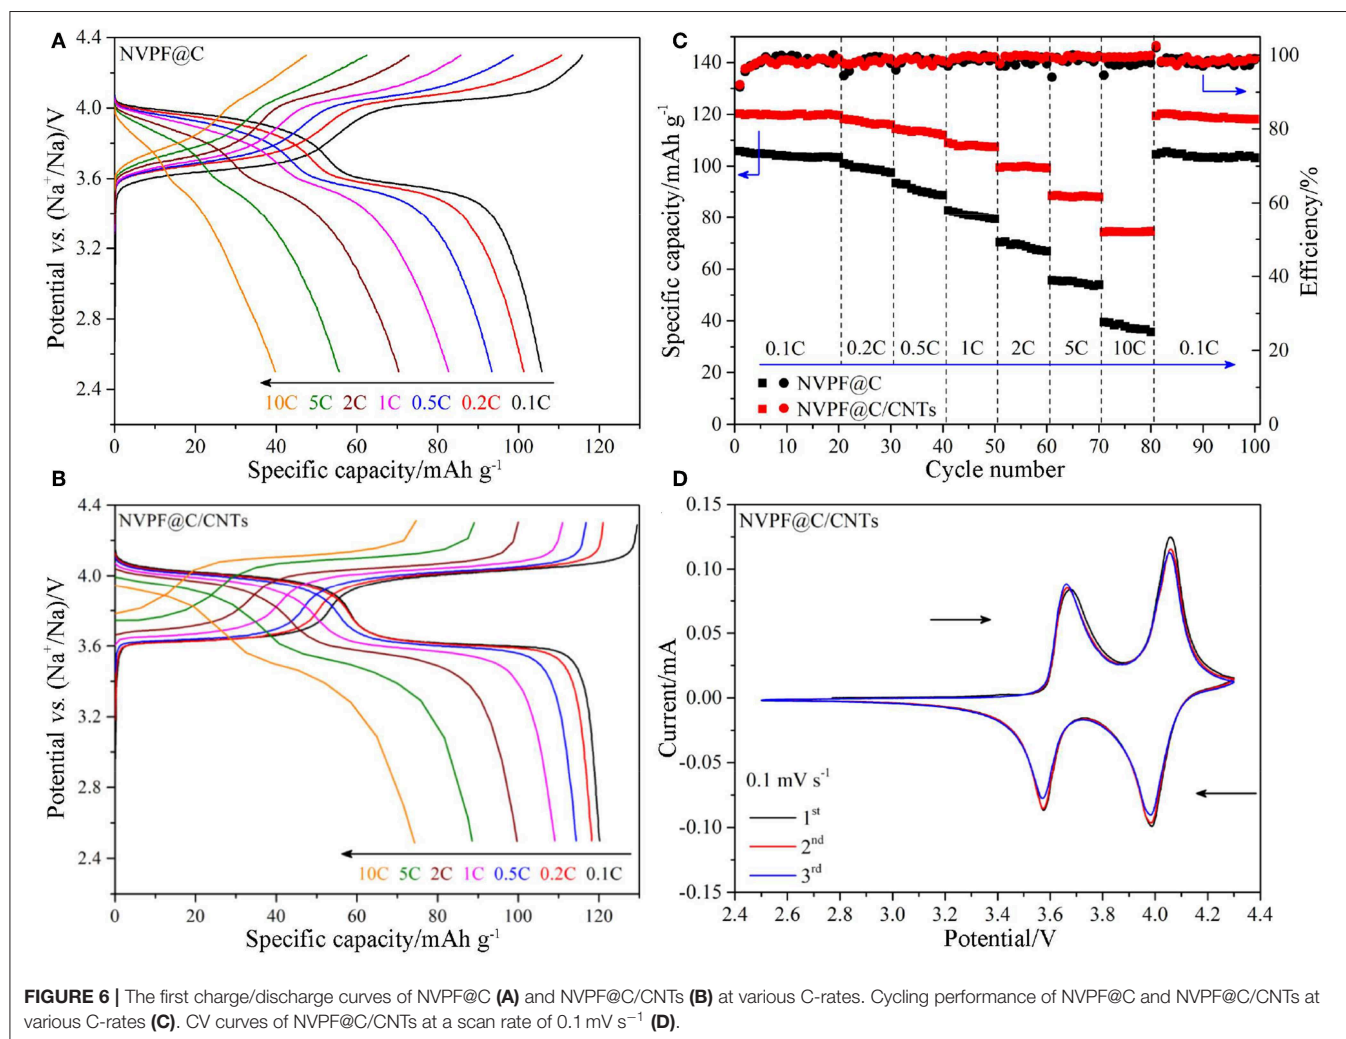 A
NVPF@C
4.4
4.0
3.6
3.2
2.8
2.4
Potential vs. (Na+/Na)/V
10C 5C 2C 1C 0.5C 0.2C 0.1C
0 20 40 60 80 100 120
Specific capacity/mAh g-1
B
NVPF@C/CNTs
4.4
4.0
3.6
3.2
2.8
2.4
Potential vs. (Na+/Na)/V
10C 5C 2C 1C 0.5C 0.2C 0.1C
0 20 40 60 80 100 120
Specific capacity/mAh g-1
C
140
120
100
80
60
40
20
0
Specific capacity/mAh g-1
100
80
60
40
20
0
Efficiency/%
0.1C 0.2C 0.5C 1C 2C 5C 10C 0.1C
NVPF@C
NVPF@C/CNTs
0 10 20 30 40 50 60 70 80 90 100
Cycle number
D
NVPF@C/CNTs
0.15
0.10
0.05
0.00
-0.05
-0.10
-0.15
Current/mA
0.1 mV s-1
1st
2nd
3rd
2.4 2.8 3.2 3.6 4.0 4.4
Potential/V
FIGURE 6 | The first charge/discharge curves of NVPF@C (A) and NVPF@C/CNTs (B) at various C-rates. Cycling performance of NVPF@C and NVPF@C/CNTs at
various C-rates (C). CV curves of NVPF@C/CNTs at a scan rate of 0.1 mV s−1 (D).